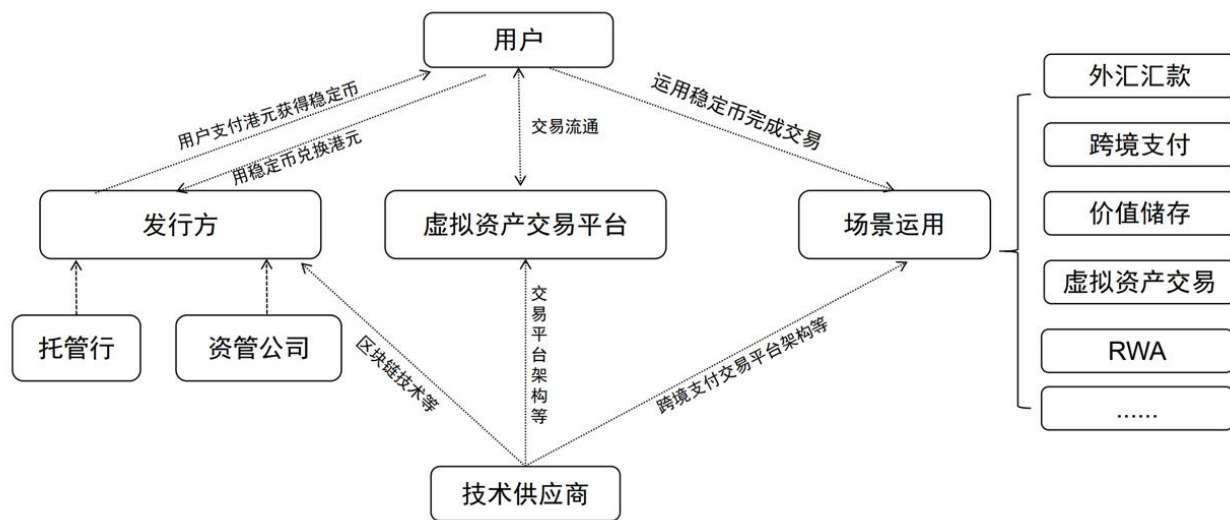 用户
用户支付港元获得稳定币
用稳定币兑换港元
交易流通
运用稳定币完成交易
发行方
虚拟资产交易平台
场景运用
托管行
资管公司
区块链技术等
交易平台架构等
跨境支付交易平台架构等
技术供应商
外汇汇款
跨境支付
价值储存
虚拟资产交易
RWA
......